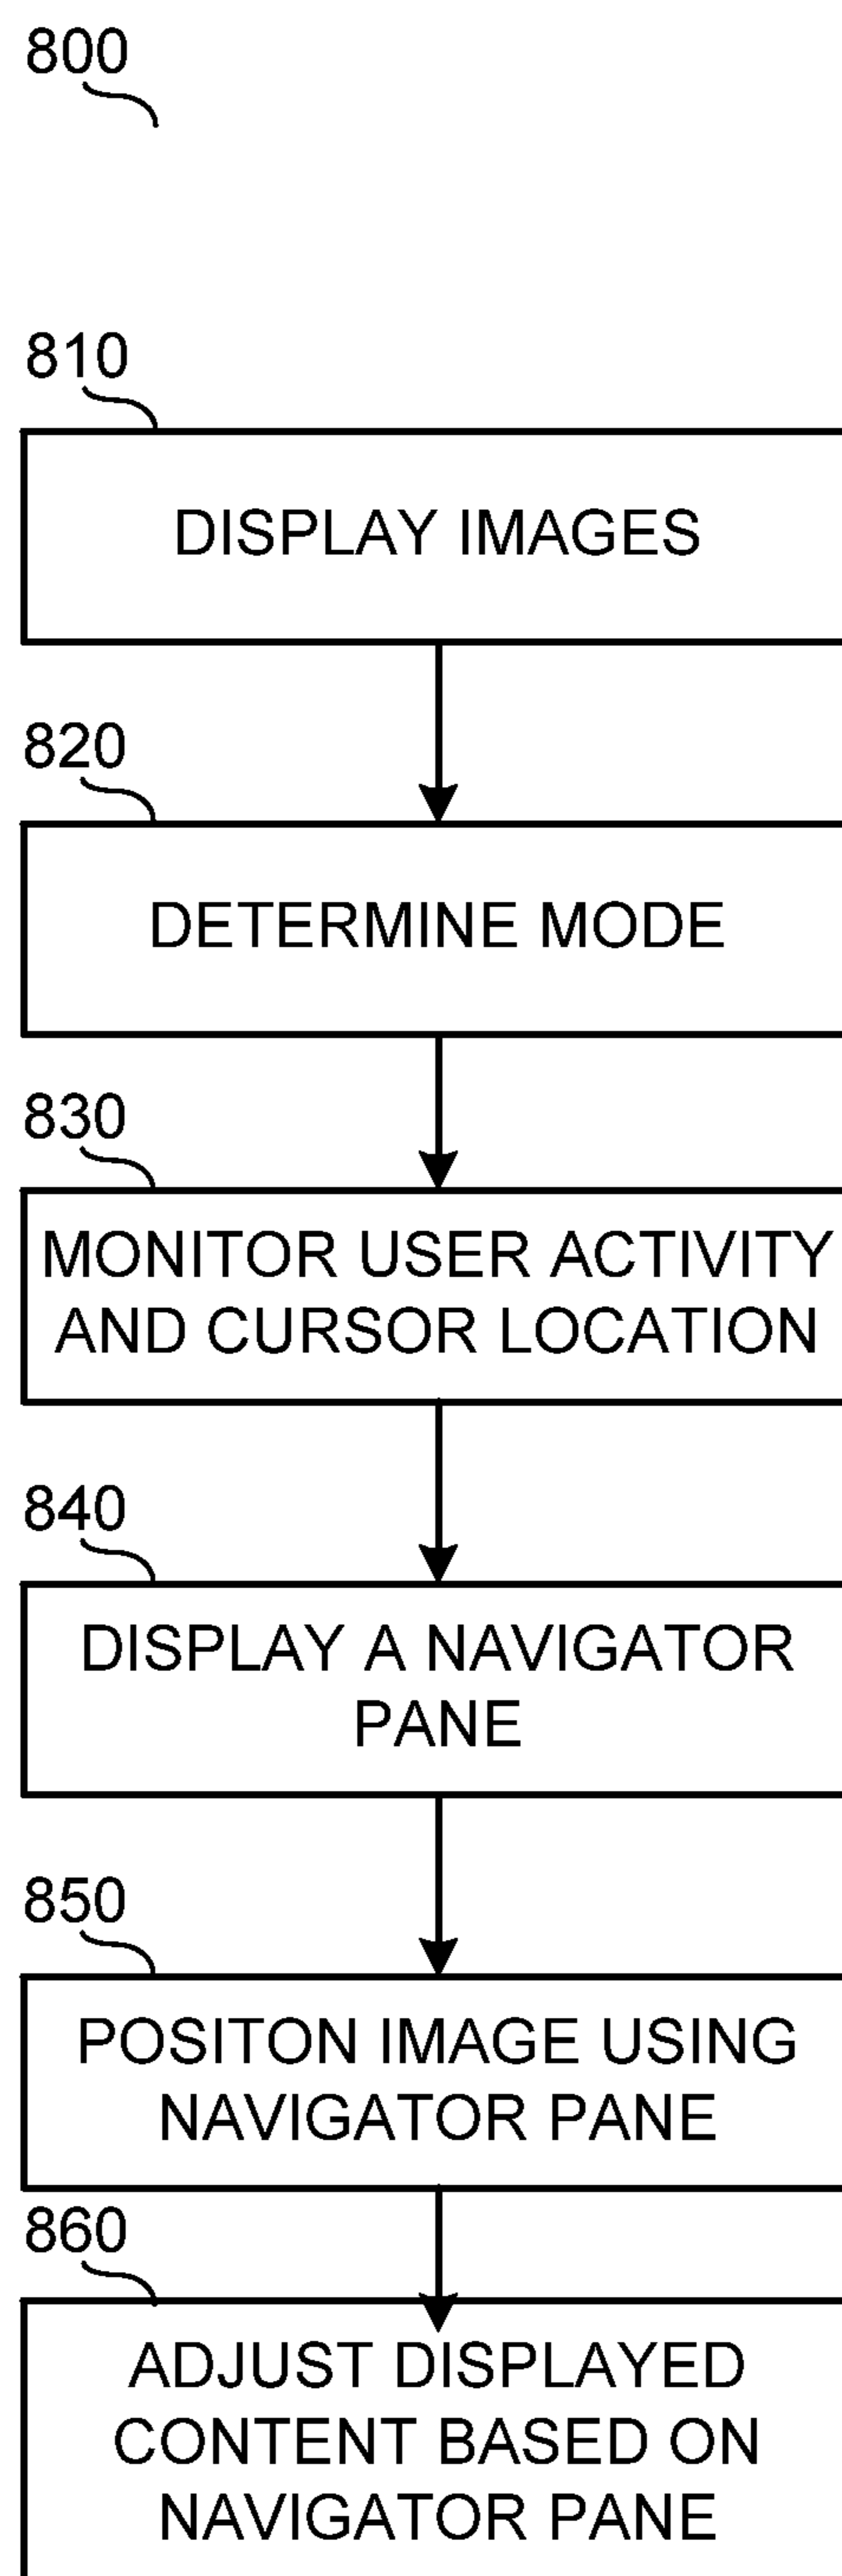 800
810
DISPLAY IMAGES
820
DETERMINE MODE
830
MONITOR USER ACTIVITY
AND CURSOR LOCATION
840
DISPLAY A NAVIGATOR
PANE
850
POSITON IMAGE USING
NAVIGATOR PANE
860
ADJUST DISPLAYED
CONTENT BASED ON
NAVIGATOR PANE